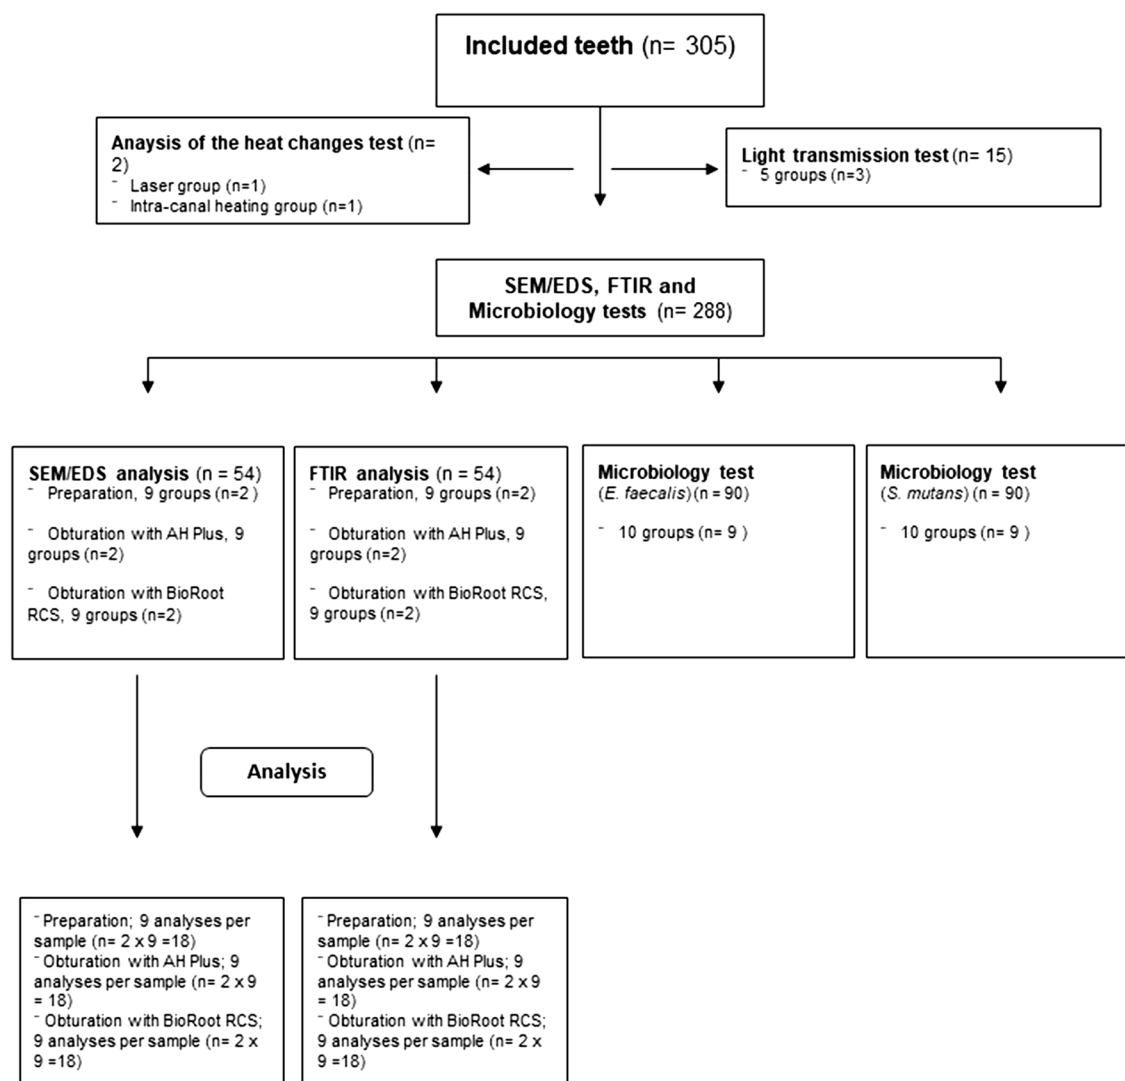 Included teeth (n= 305)
Anaysis of the heat changes test (n=
2)
- Laser group (n=1)
- Intra-canal heating group (n=1)
Light transmission test (n= 15)
- 5 groups (n=3)
SEM/EDS, FTIR and
Microbiology tests (n= 288)
SEM/EDS analysis (n = 54)
- Preparation, 9 groups (n=2 )
- Obturation with AH Plus, 9
groups (n=2)
- Obturation with BioRoot
RCS, 9 groups (n=2)
FTIR analysis (n = 54)
- Preparation, 9 groups (n=2)
- Obturation with AH Plus, 9
groups (n=2)
- Obturation with BioRoot RCS,
9 groups (n=2)
Microbiology test
(E. faecalis) (n = 90)
- 10 groups (n= 9 )
Microbiology test
(S. mutans) (n = 90)
- 10 groups (n= 9 )
Analysis
- Preparation; 9 analyses per
sample (n= 2 x 9 =18)
- Obturation with AH Plus; 9
analyses per sample (n= 2 x 9
= 18)
- Obturation with BioRoot RCS;
9 analyses per sample (n= 2 x
9 =18)
- Preparation; 9 analyses per
sample (n= 2 x 9 =18)
- Obturation with AH Plus; 9
analyses per sample (n= 2 x 9
= 18)
- Obturation with BioRoot RCS;
9 analyses per sample (n= 2 x
9 =18)